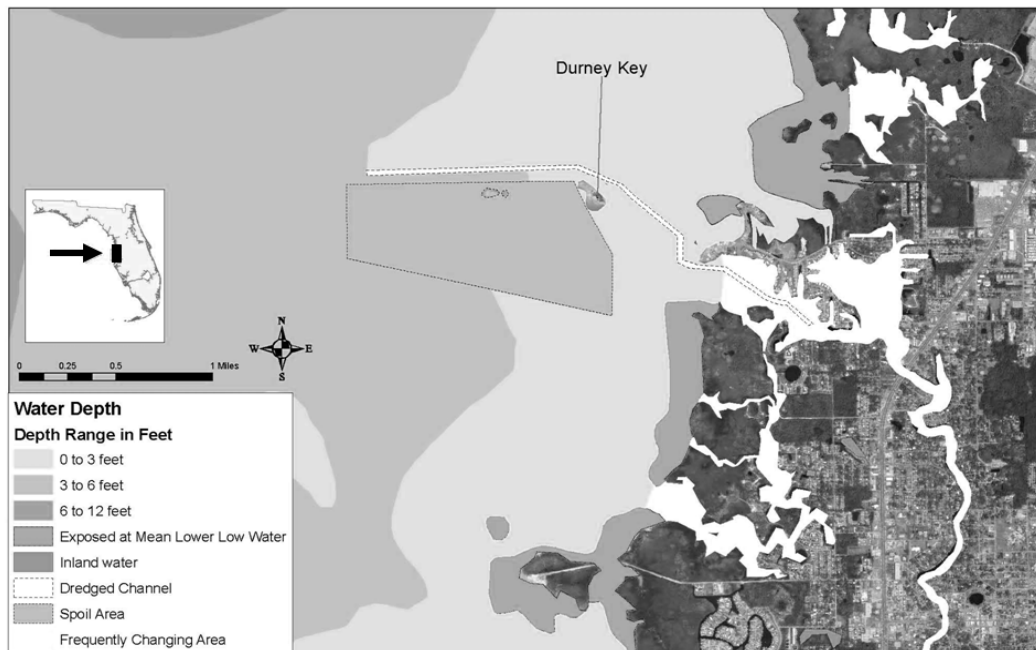 Durney Key
N
W E
S
0 0.25 0.5 1 Miles
Water Depth
Depth Range in Feet
0 to 3 feet
3 to 6 feet
6 to 12 feet
Exposed at Mean Lower Low Water
Inland water
Dredged Channel
Spoil Area
Frequently Changing Area